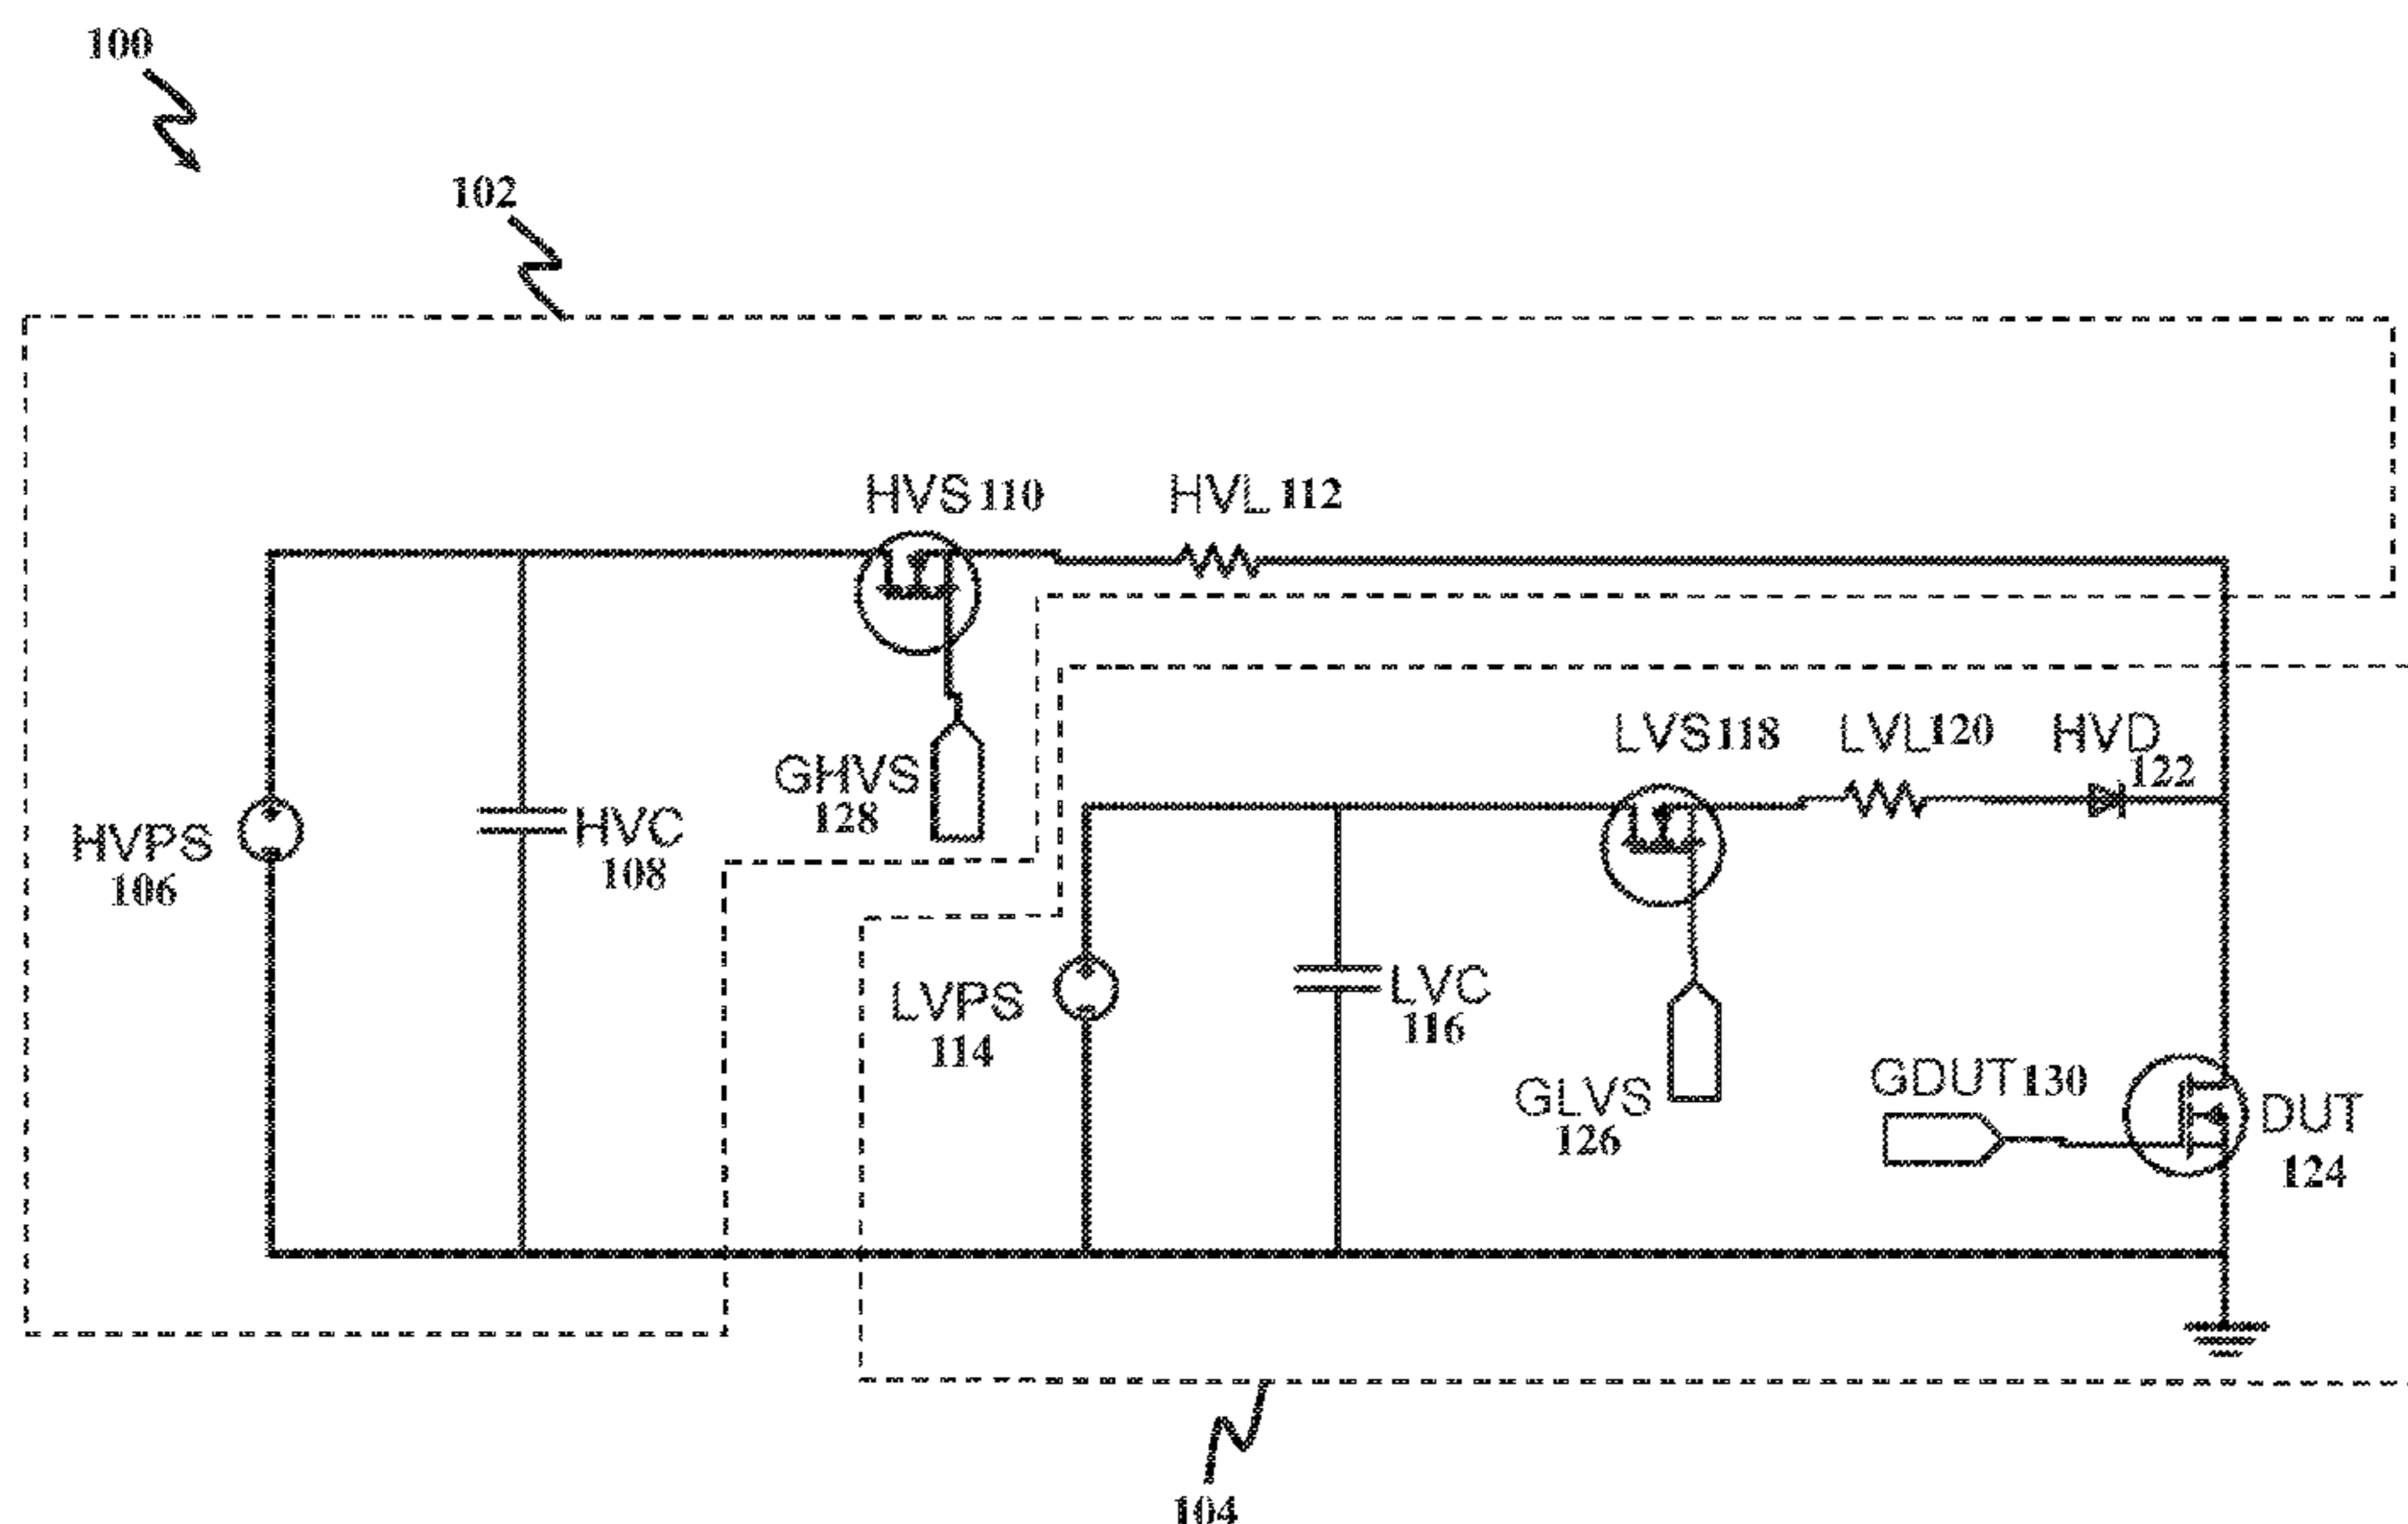 100
102
HVS 110
HVL 112
LVS 118
LVL 120
HVD
122
GHVS
128
HVPS
106
HVC
108
LVPS
114
LVC
116
GLVS
126
GDUT 130
DUT
124
104